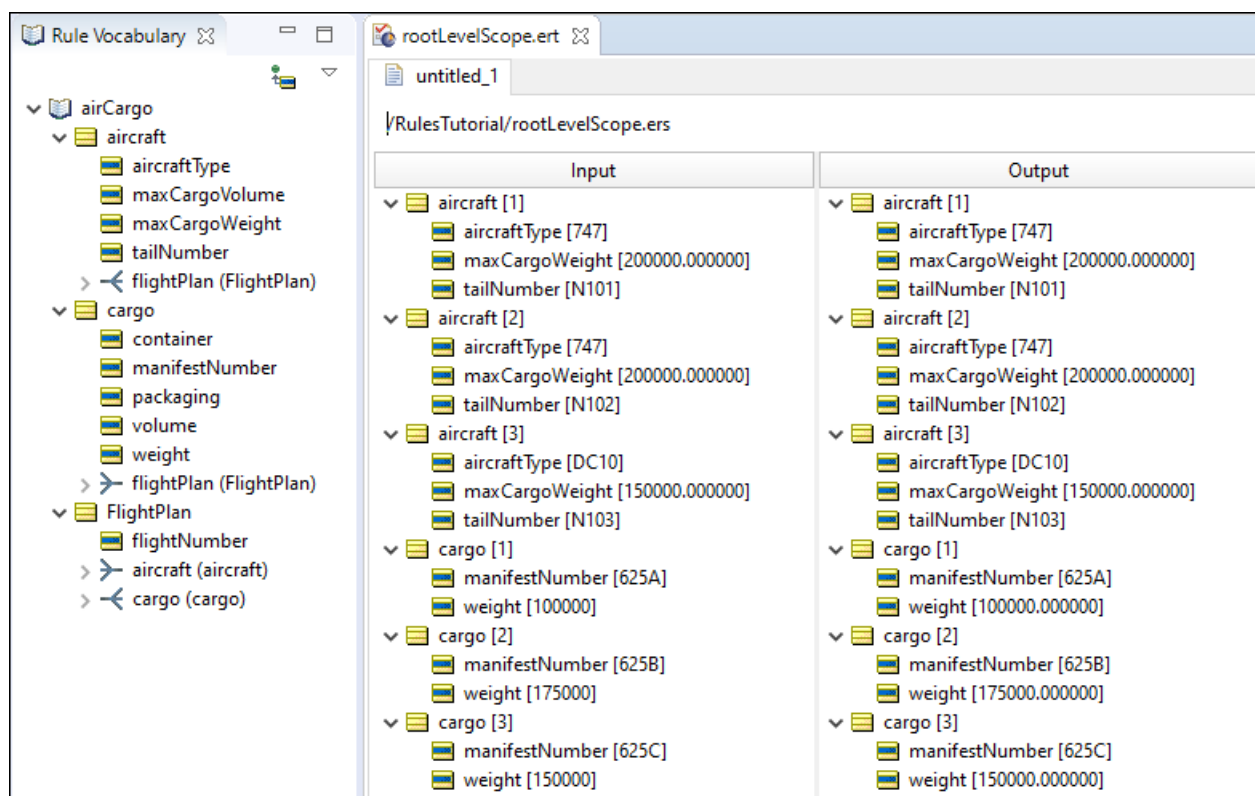 Rule Vocabulary
airCargo
aircraft
aircraftType
maxCargoVolume
maxCargoWeight
tailNumber
flightPlan (FlightPlan)
cargo
container
manifestNumber
packaging
volume
weight
flightPlan (FlightPlan)
FlightPlan
flightNumber
aircraft (aircraft)
cargo (cargo)
rootLevelScope.ert
untitled_1
/RulesTutorial/rootLevelScope.ers
Input
aircraft [1]
aircraftType [747]
maxCargoWeight [200000.000000]
tailNumber [N101]
aircraft [2]
aircraftType [747]
maxCargoWeight [200000.000000]
tailNumber [N102]
aircraft [3]
aircraftType [DC10]
maxCargoWeight [150000.000000]
tailNumber [N103]
cargo [1]
manifestNumber [625A]
weight [100000]
cargo [2]
manifestNumber [625B]
weight [175000]
cargo [3]
manifestNumber [625C]
weight [150000]
Output
aircraft [1]
aircraftType [747]
maxCargoWeight [200000.000000]
tailNumber [N101]
aircraft [2]
aircraftType [747]
maxCargoWeight [200000.000000]
tailNumber [N102]
aircraft [3]
aircraftType [DC10]
maxCargoWeight [150000.000000]
tailNumber [N103]
cargo [1]
manifestNumber [625A]
weight [100000.000000]
cargo [2]
manifestNumber [625B]
weight [175000.000000]
cargo [3]
manifestNumber [625C]
weight [150000.000000]